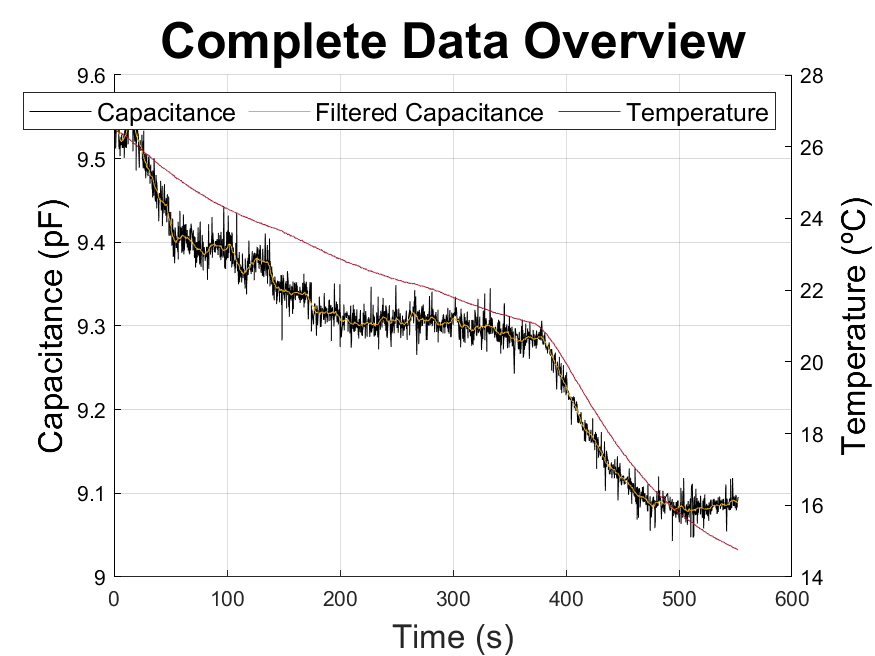 Complete Data Overview
Capacitance Filtered Capacitance Temperature
9.6
9.5
9.4
9.3
9.2
9.1
9
Capacitance (pF)
28
26
24
22
20
18
16
14
Temperature (ºC)
0 100 200 300 400 500 600
Time (s)